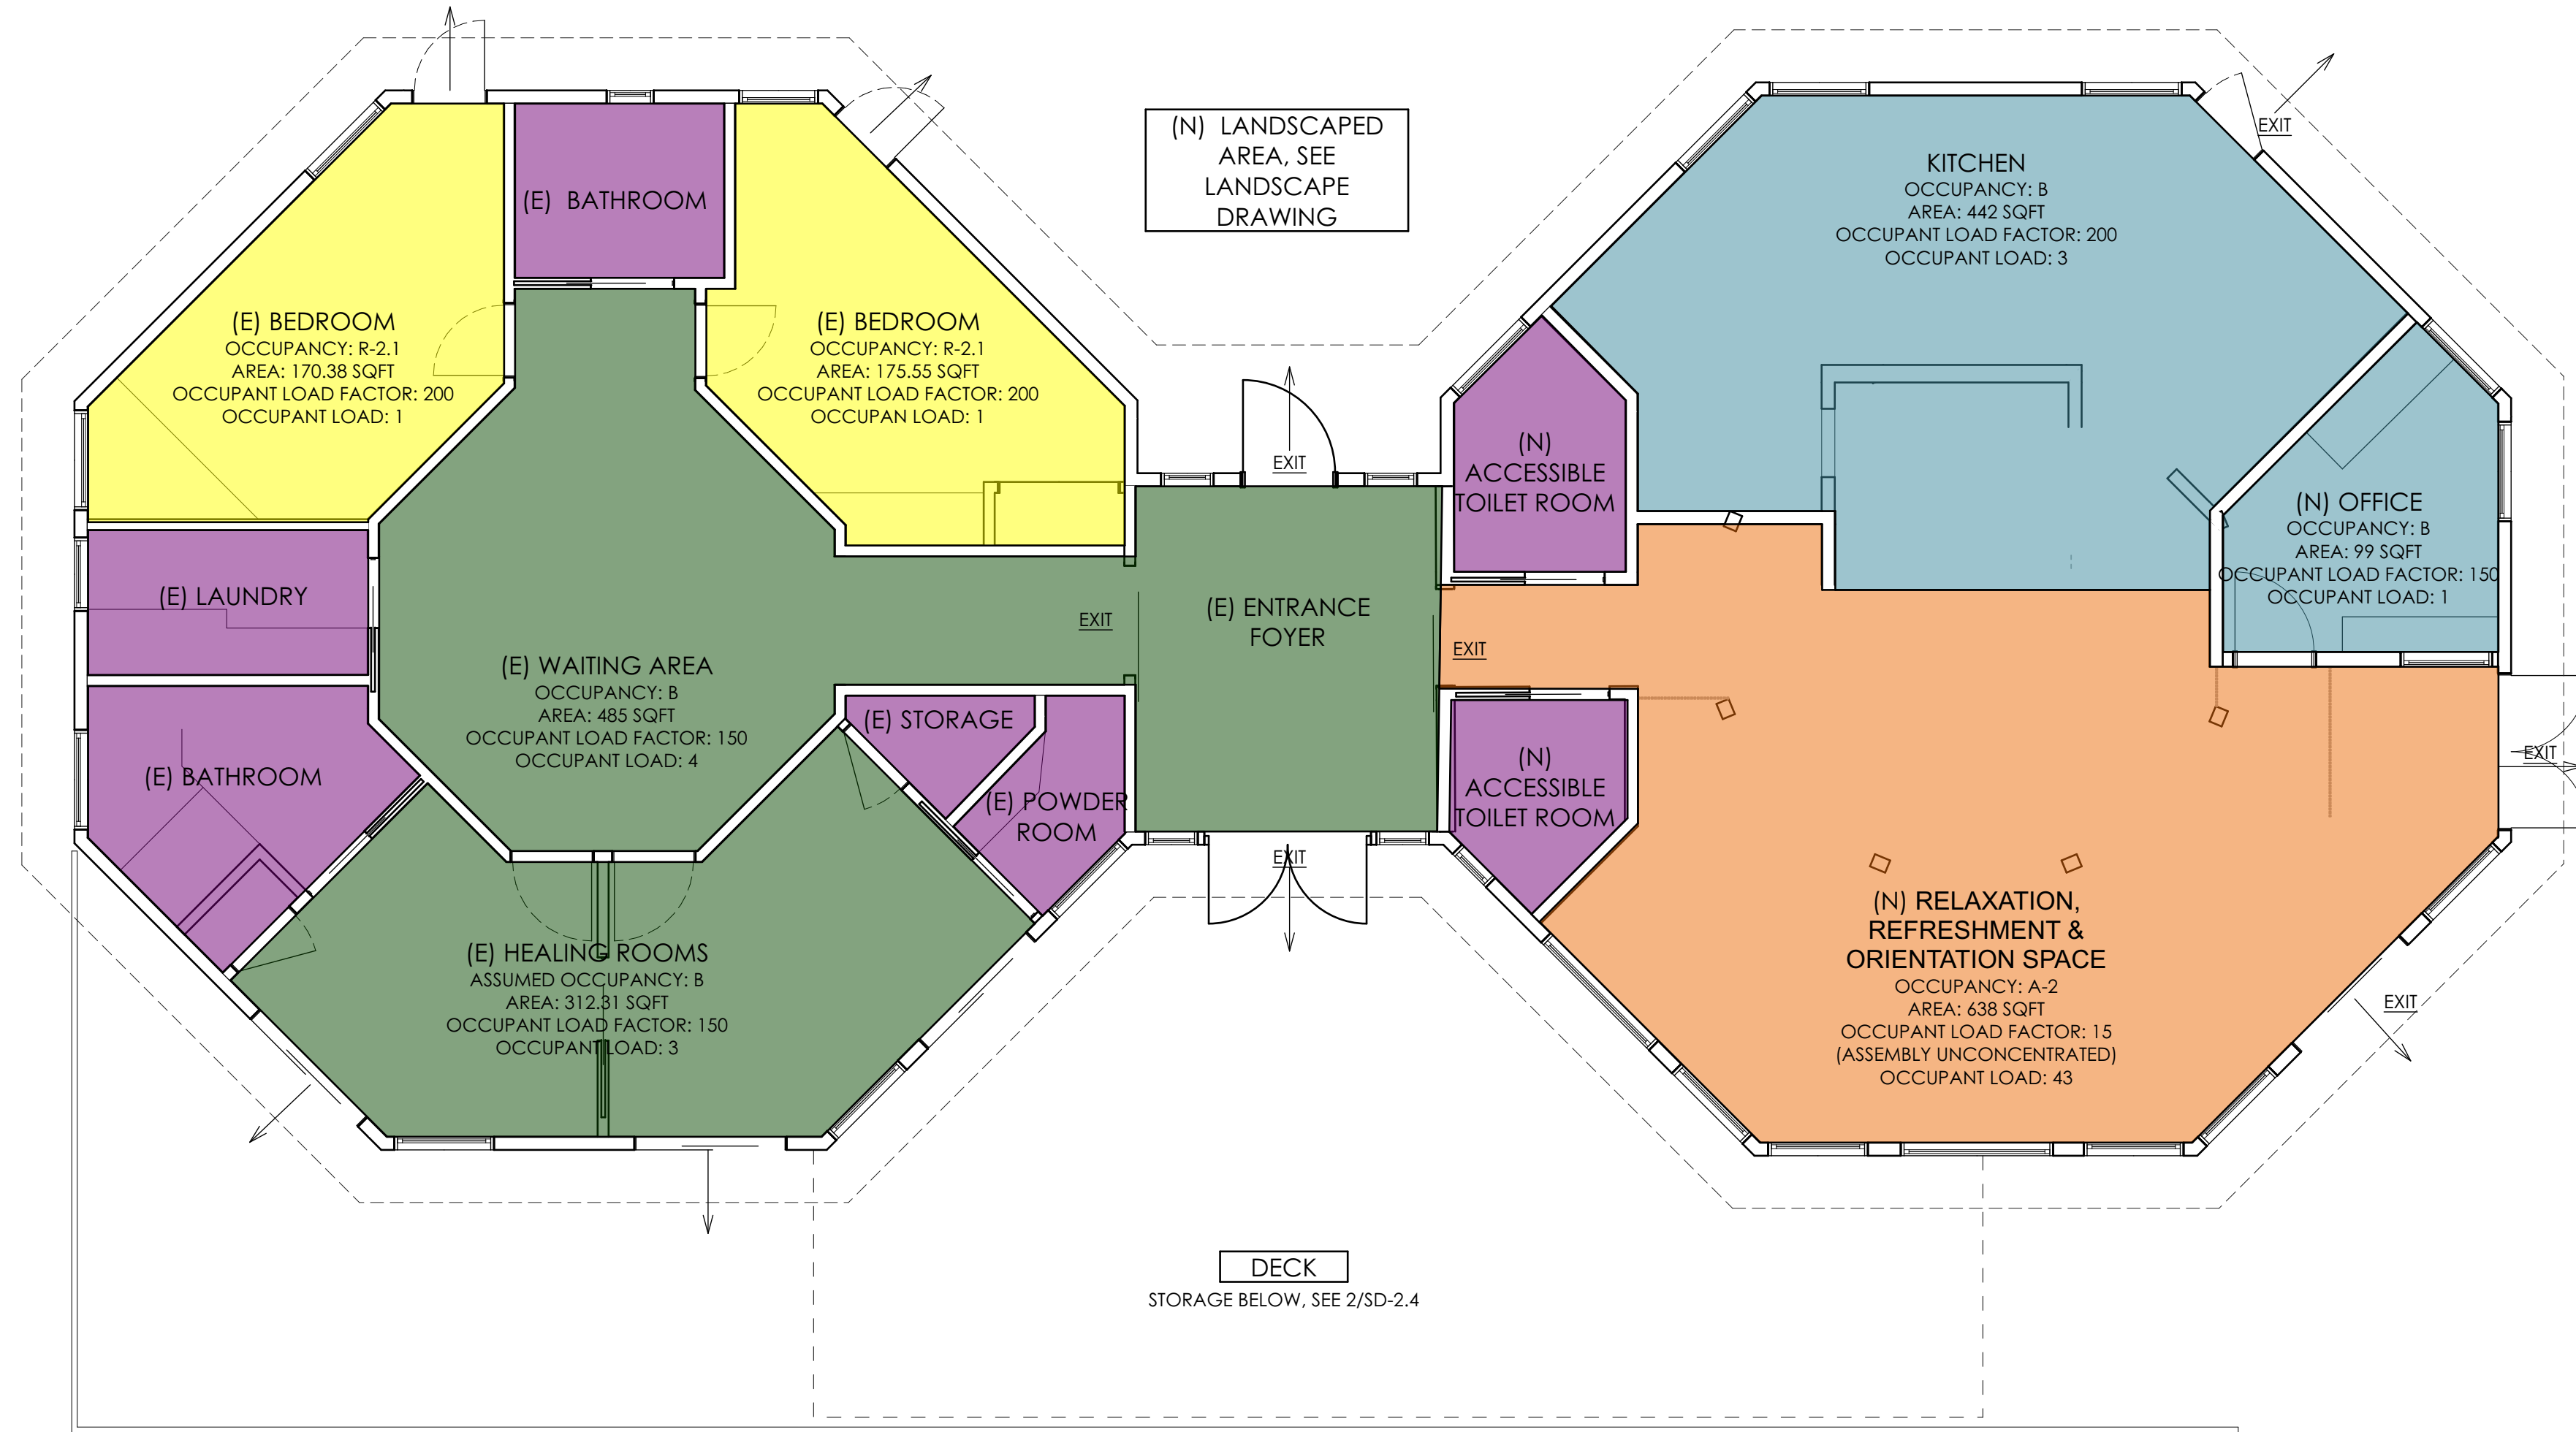 (N) LANDSCAPED
AREA, SEE
LANDSCAPE
DRAWING
(E) BATHROOM
(E) BEDROOM
OCCUPANCY: R-2.1
AREA: 170.38 SQFT
OCCUPANT LOAD FACTOR: 200
OCCUPANT LOAD: 1
(E) BEDROOM
OCCUPANCY: R-2.1
AREA: 175.55 SQFT
OCCUPANT LOAD FACTOR: 200
OCCUPAN LOAD: 1
KITCHEN
OCCUPANCY: B
AREA: 442 SQFT
OCCUPANT LOAD FACTOR: 200
OCCUPANT LOAD: 3
EXIT
EXIT
(N)
ACCESSIBLE
TOILET ROOM
(N) OFFICE
OCCUPANCY: B
AREA: 99 SQFT
OCCUPANT LOAD FACTOR: 150
OCCUPANT LOAD: 1
(E) LAUNDRY
EXIT
(E) ENTRANCE
FOYER
EXIT
(E) WAITING AREA
OCCUPANCY: B
AREA: 485 SQFT
OCCUPANT LOAD FACTOR: 150
OCCUPANT LOAD: 4
(E) STORAGE
(E) BATHROOM
(E) POWDER
ROOM
(N)
ACCESSIBLE
TOILET ROOM
EXIT
EXIT
(E) HEALING ROOMS
ASSUMED OCCUPANCY: B
AREA: 312.31 SQFT
OCCUPANT LOAD FACTOR: 150
OCCUPANT LOAD: 3
(N) RELAXATION,
REFRESHMENT &
ORIENTATION SPACE
OCCUPANCY: A-2
AREA: 638 SQFT
OCCUPANT LOAD FACTOR: 15
(ASSEMBLY UNCONCENTRATED)
OCCUPANT LOAD: 43
EXIT
DECK
STORAGE BELOW, SEE 2/SD-2.4